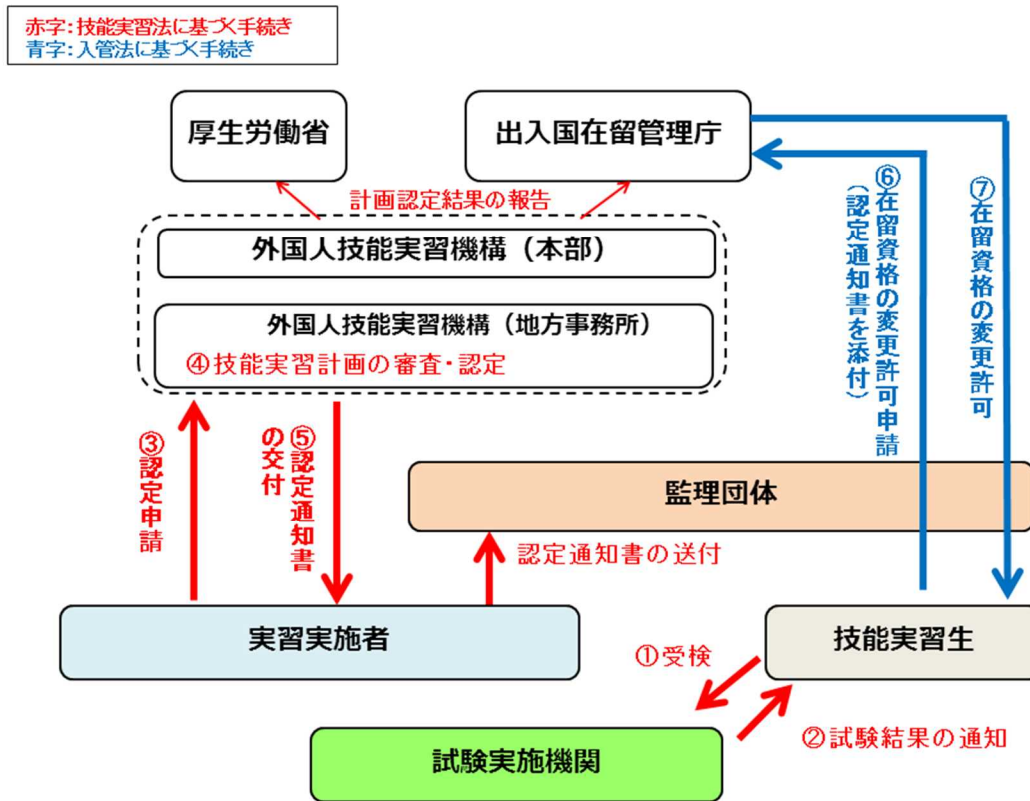 赤字：技能実習法に基づく手続き
青字：入管法に基づく手続き
厚生労働省
出入国在留管理庁
計画認定結果の報告
外国人技能実習機構（本部）
外国人技能実習機構（地方事務所）
④技能実習計画の審査・認定
⑥在留資格の変更許可申請
（認定通知書を添付）
⑦在留資格の変更許可
③認定申請
⑤認定通知書
の交付
監理団体
認定通知書の送付
実習実施者
技能実習生
①受検
②試験結果の通知
試験実施機関